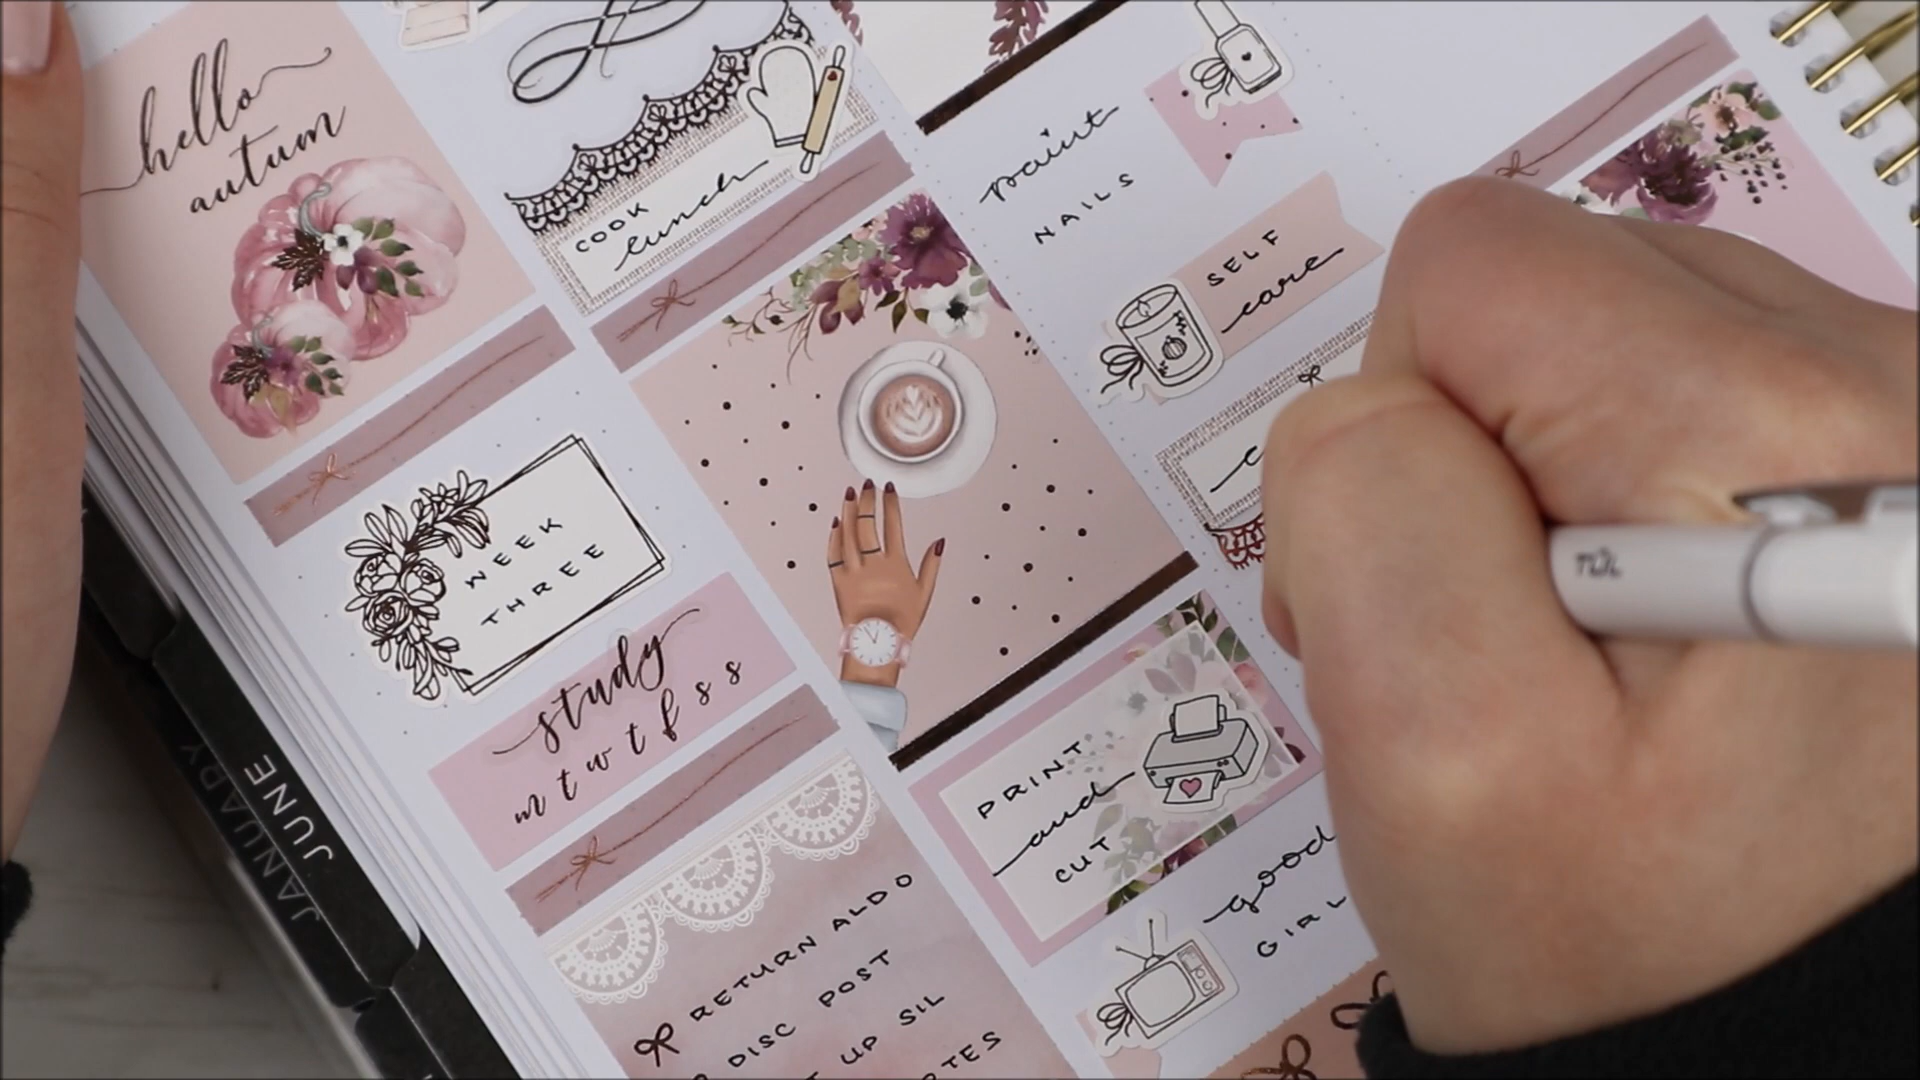 hello
autum
COOK
lunch
WEEK
THREE
study
m t w t f s s
RETURN ALDO
DISC POST
UP SIL
paint
NAILS
SELF
care
PRINT
and
CUT
good
GIRL
TUL
JANUARY
JUNE